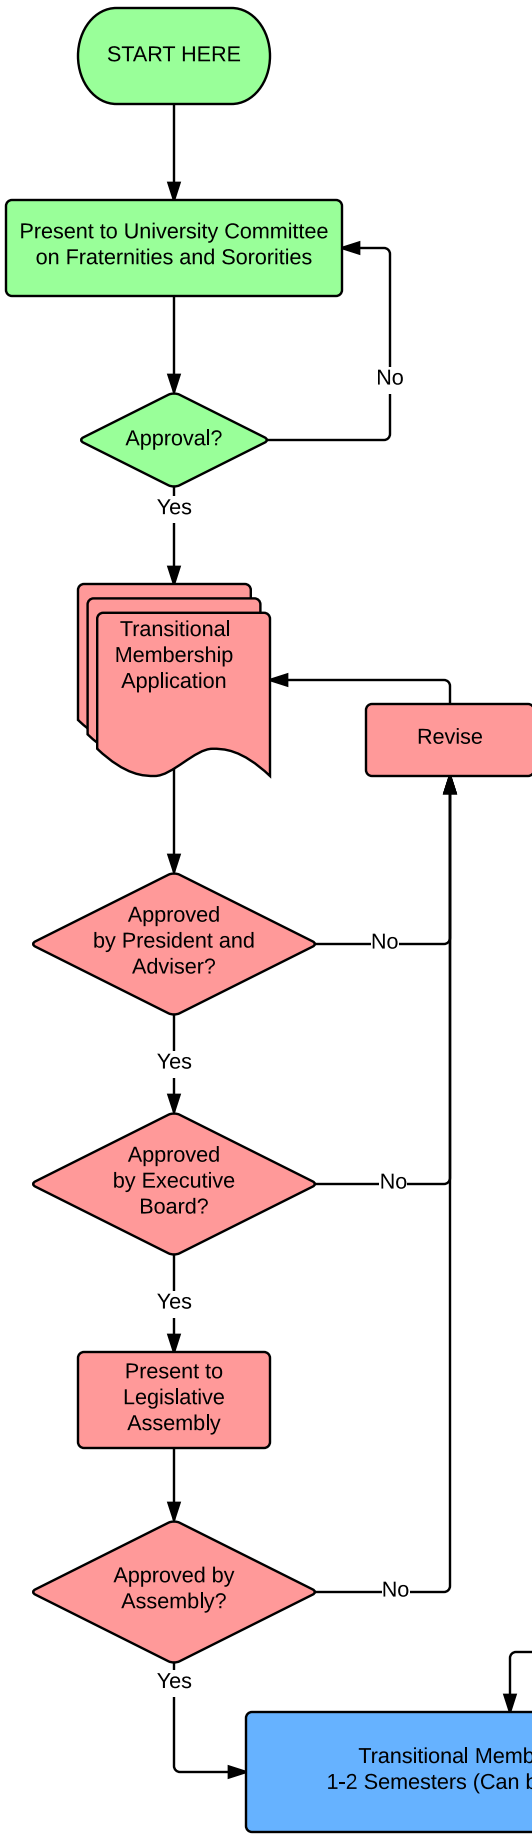 START HERE
Present to University Committee
on Fraternities and Sororities
No
Approval?
Yes
Transitional
Membership
Application
Revise
Approved
by President and
Adviser?
No
Yes
Approved
by Executive
Board?
No
Yes
Present to
Legislative
Assembly
Approved by
Assembly?
No
Yes
Transitional
1-2 Semesters (Can